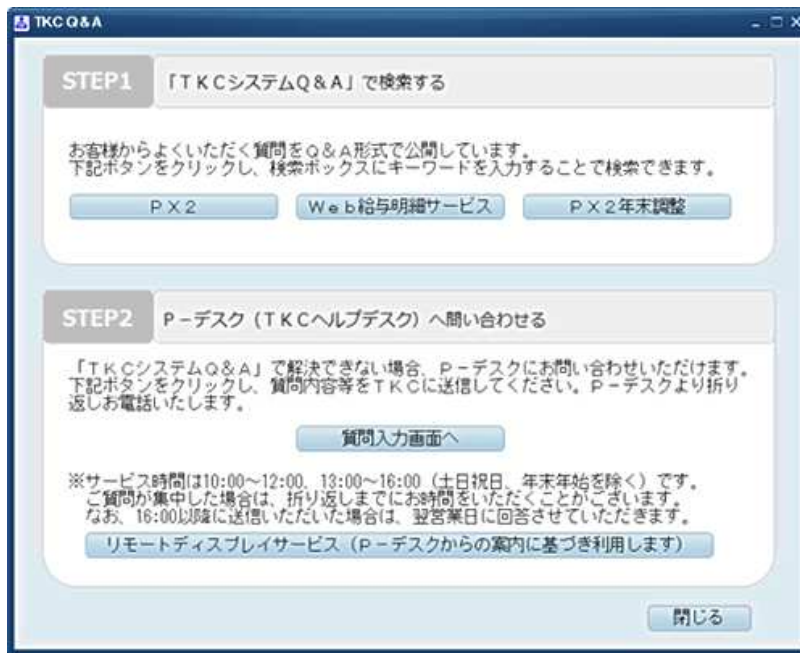 TKC Q&A
STEP1 「TKCシステムQ&A」で検索する
お客様からよくいただく質問をQ&A形式で公開しています。
下記ボタンをクリックし、検索ボックスにキーワードを入力することで検索できます。
PX2 Web給与明細サービス PX2年末調整
STEP2 P-デスク(TKCヘルプデスク)へ問い合わせる
「TKCシステムQ&A」で解決できない場合、P-デスクにお問い合わせいただけます。
下記ボタンをクリックし、質問内容等をTKCに送信してください。P-デスクより折り
返しお電話いたします。
質問入力画面へ
※サービス時間は10:00~12:00、13:00~16:00(土日祝日、年末年始を除く)です。
ご質問が集中した場合は、折り返しまでにお時間をいただくことがございます。
なお、16:00以降に送信いただいた場合は、翌営業日に回答させていただきます。
リモートディスプレイサービス(P-デスクからの案内に基づき利用します)
閉じる